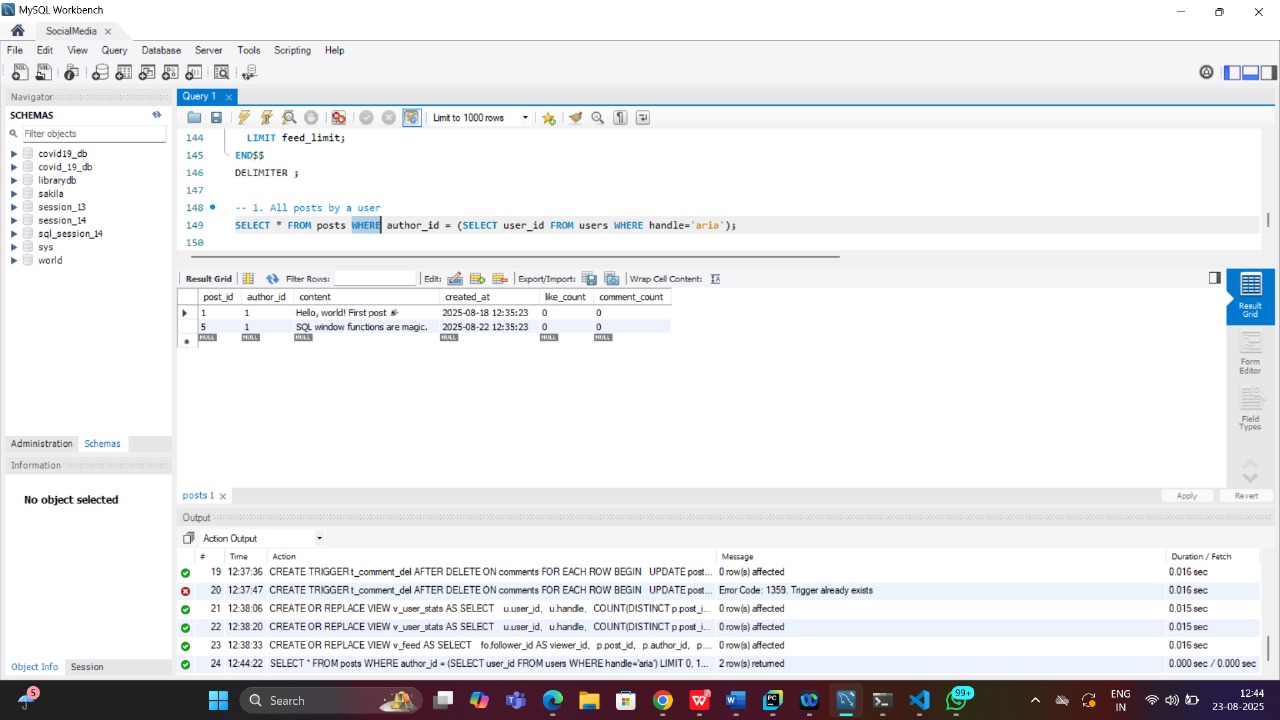 MySQL Workbench
SocialMedia
File Edit View Query Database Server Tools Scripting Help
Navigator
SCHEMAS
Filter objects
covid19_db
covid_19_db
librarydb
sakila
session_13
session_14
sql_session_14
sys
world
Administration Schemas
Information
No object selected
Object Info Session
Query 1
Limit to 1000 rows
144 LIMIT feed_limit;
145 END$$
146 DELIMITER ;
147
148 -- 1. All posts by a user
149 SELECT * FROM posts WHERE author_id = (SELECT user_id FROM users WHERE handle='aria');
150
Result Grid Filter Rows: Edit: Export/Import: Wrap Cell Content:
post_id author_id content created_at like_count comment_count
1 1 Hello, world! First post 🎉 2025-08-18 12:35:23 0 0
5 1 SQL window functions are magic. 2025-08-22 12:35:23 0 0
NULL NULL NULL NULL NULL NULL
Result Grid
Form Editor
Field Types
posts 1 Apply Revert
Output
Action Output
# Time Action Message Duration / Fetch
19 12:37:36 CREATE TRIGGER t_comment_del AFTER DELETE ON comments FOR EACH ROW BEGIN UPDATE post... 0 row(s) affected 0.016 sec
20 12:37:47 CREATE TRIGGER t_comment_del AFTER DELETE ON comments FOR EACH ROW BEGIN UPDATE post... Error Code: 1359. Trigger already exists 0.016 sec
21 12:38:06 CREATE OR REPLACE VIEW v_user_stats AS SELECT u.user_id, u.handle, COUNT(DISTINCT p.post_i... 0 row(s) affected 0.015 sec
22 12:38:20 CREATE OR REPLACE VIEW v_user_stats AS SELECT u.user_id, u.handle, COUNT(DISTINCT p.post_i... 0 row(s) affected 0.015 sec
23 12:38:33 CREATE OR REPLACE VIEW v_feed AS SELECT fo.follower_id AS viewer_id, p.post_id, p.author_id, p.... 0 row(s) affected 0.016 sec
24 12:44:22 SELECT * FROM posts WHERE author_id = (SELECT user_id FROM users WHERE handle='aria') LIMIT 0, 1... 2 row(s) returned 0.000 sec / 0.000 sec
5
Search
99+
ENG
IN
12:44
23-08-2025